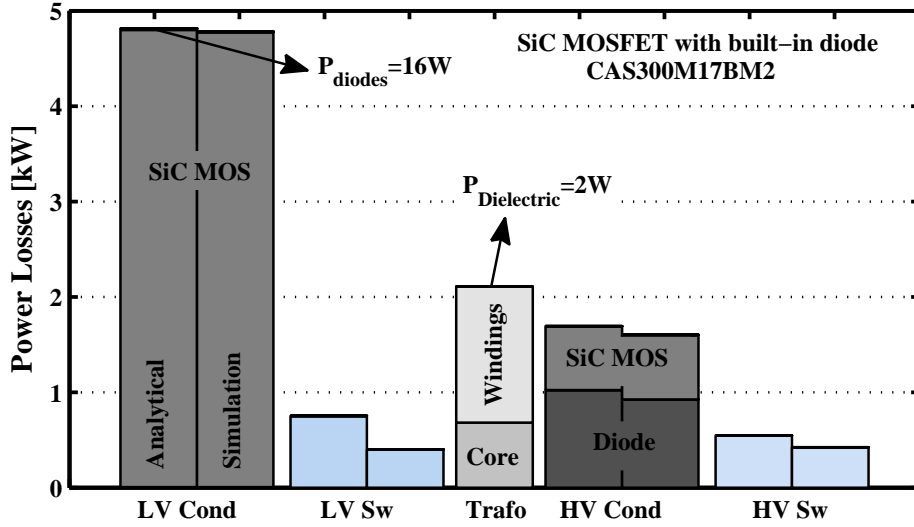 SiC MOSFET with built−in diode
CAS300M17BM2
P_diodes=16W
P_Dielectric=2W
Power Losses [kW]
5
4
3
2
1
0
SiC MOS
Analytical
Simulation
Windings
Core
SiC MOS
Diode
LV Cond
LV Sw
Trafo
HV Cond
HV Sw